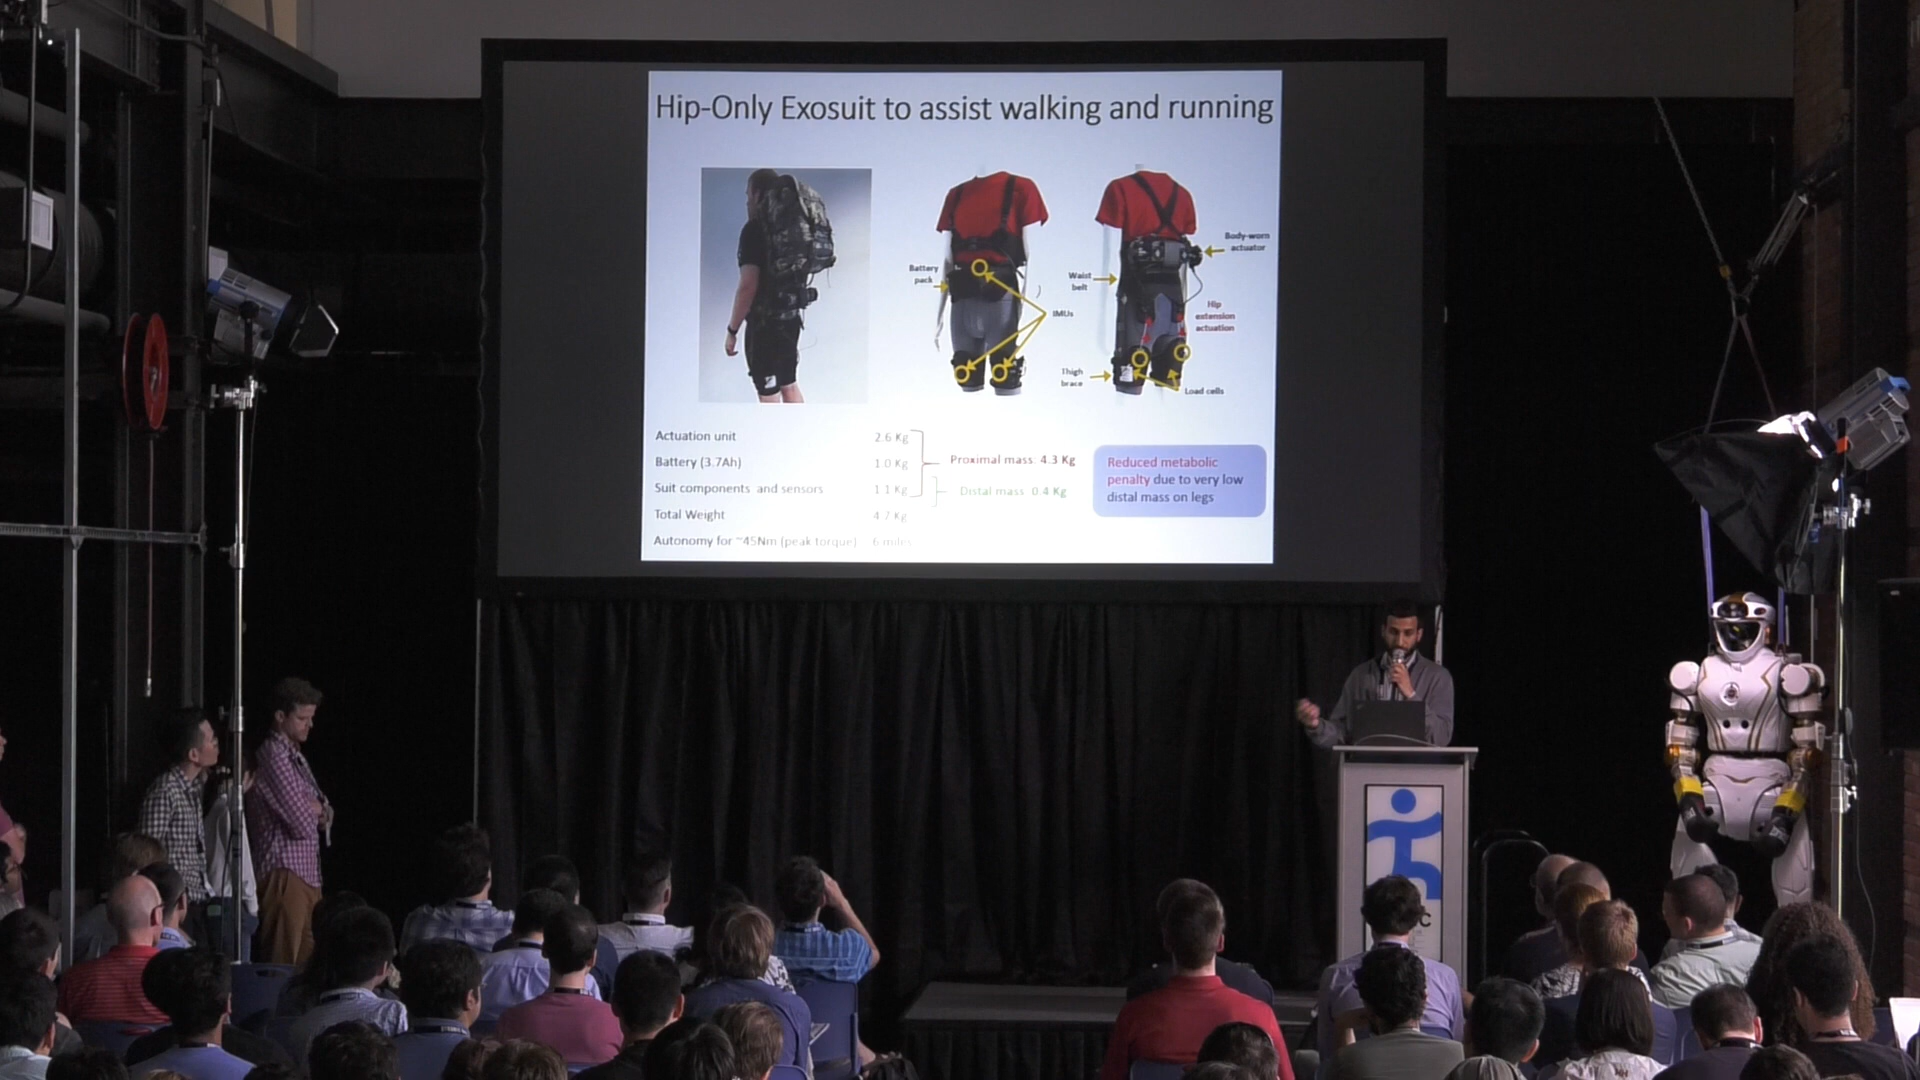 Hip-Only Exosuit to assist walking and running
Battery
pack
IMUs
Waist
belt
Body-worn
actuator
Hip
extension
actuation
Thigh
brace
Load cells
Actuation unit 2.6 Kg
Battery (3.7Ah) 1.0 Kg
Suit components and sensors 1.1 Kg
Total Weight 4.7 Kg
Autonomy for ~45Nm (peak torque) 6 miles
Proximal mass: 4.3 Kg
Distal mass: 0.4 Kg
Reduced metabolic
penalty due to very low
distal mass on legs